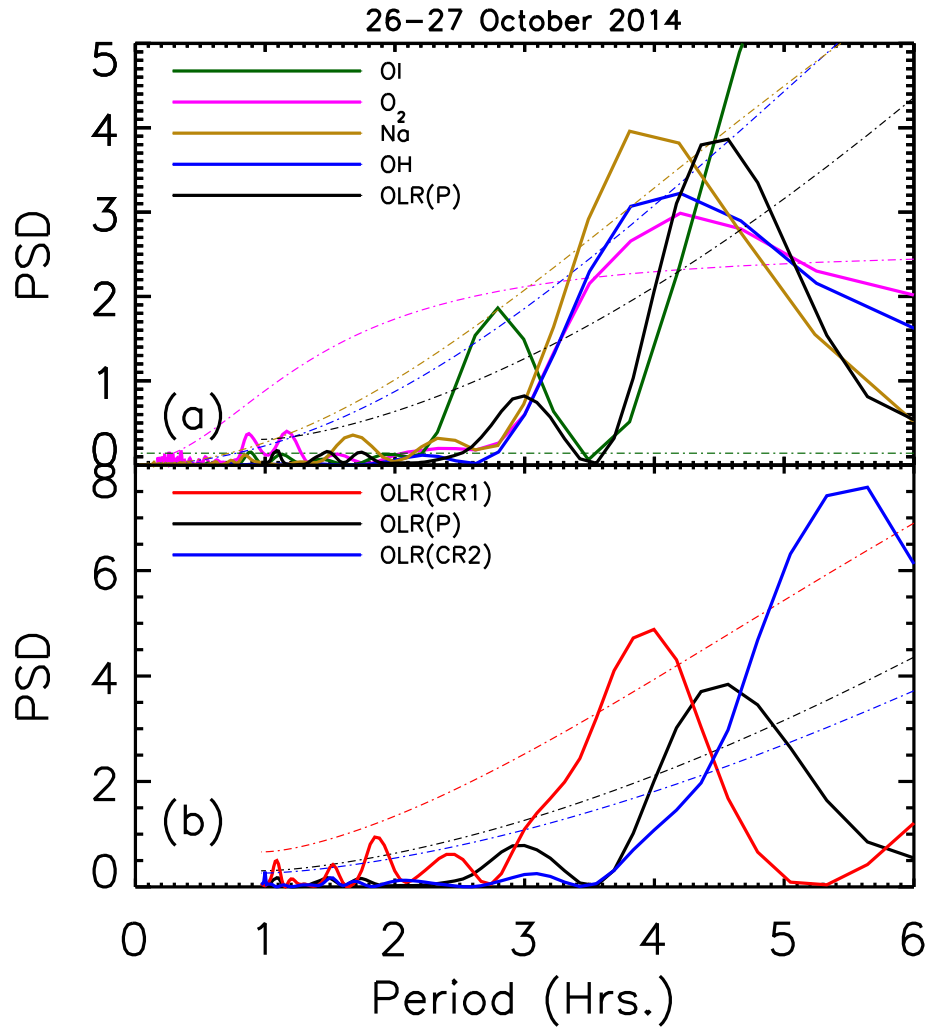 26-27 October 2014
5
4
3
2
1
0
PSD
OI
O2
Na
OH
OLR(P)
(a)
8
6
4
2
0
PSD
OLR(CR1)
OLR(P)
OLR(CR2)
(b)
0 1 2 3 4 5 6
Period (Hrs.)